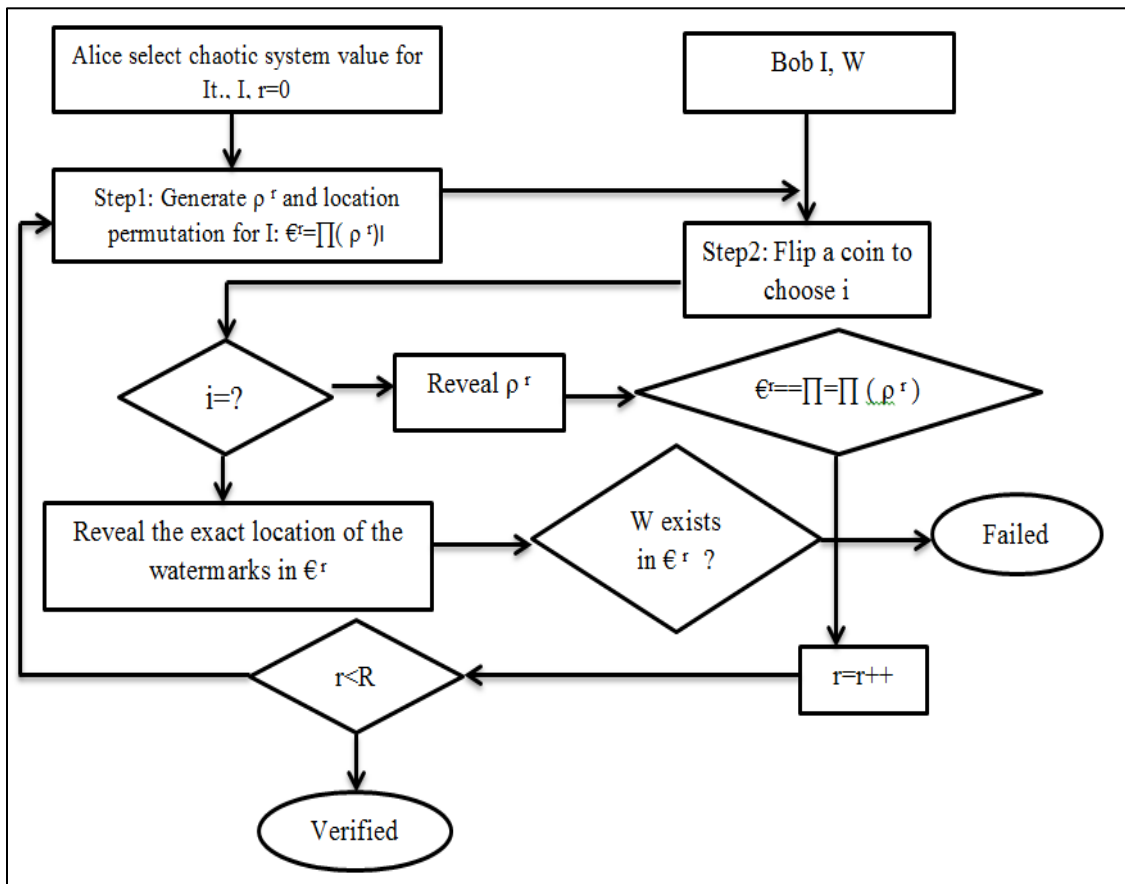 Alice select chaotic system value for
It., I, r=0
Bob I, W
Step1: Generate ρ ʳ and location
permutation for I: €ʳ=∏( ρ ʳ)I
Step2: Flip a coin to
choose i
i=?
Reveal ρ ʳ
€ʳ==∏=∏ ( ρ ʳ )
Reveal the exact location of the
watermarks in € ʳ
W exists
in € ʳ ?
Failed
r<R
r=r++
Verified